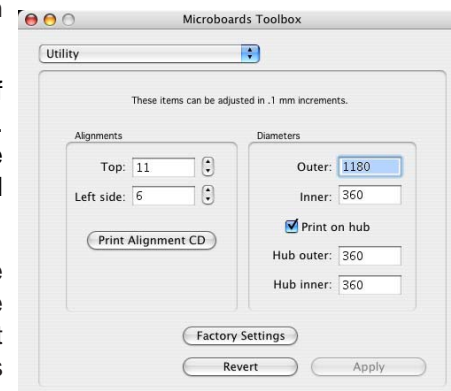 Microboards Toolbox
Utility
These items can be adjusted in .1 mm increments.
Alignments
Top: 11
Left side: 6
Print Alignment CD
Diameters
Outer: 1180
Inner: 360
Print on hub
Hub outer: 360
Hub inner: 360
Factory Settings
Revert
Apply